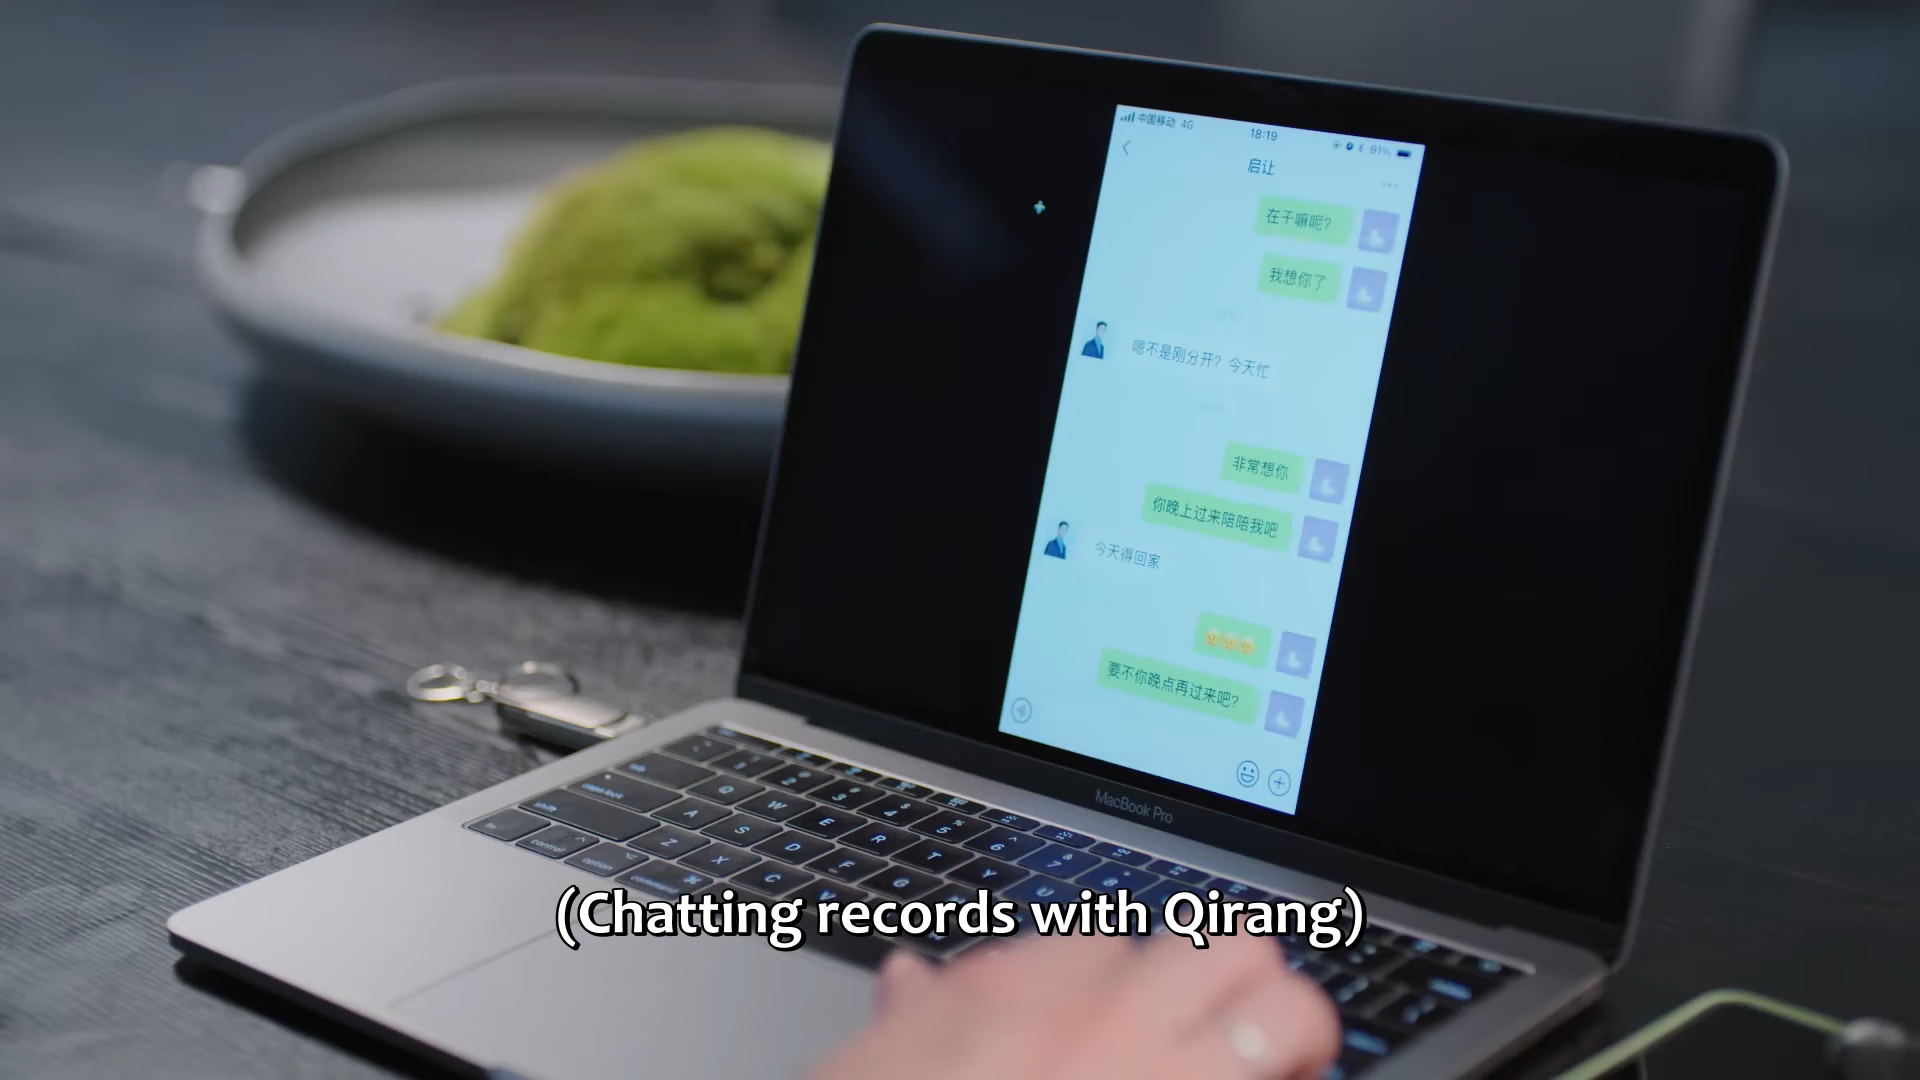 中国移动 4G
18:19
91%
启让
在干嘛呢?
我想你了
嗯不是刚分开? 今天忙
非常想你
你晚上过来陪陪我吧
今天得回家
要不你晚点再过来吧?
MacBook Pro
(Chatting records with Qirang)